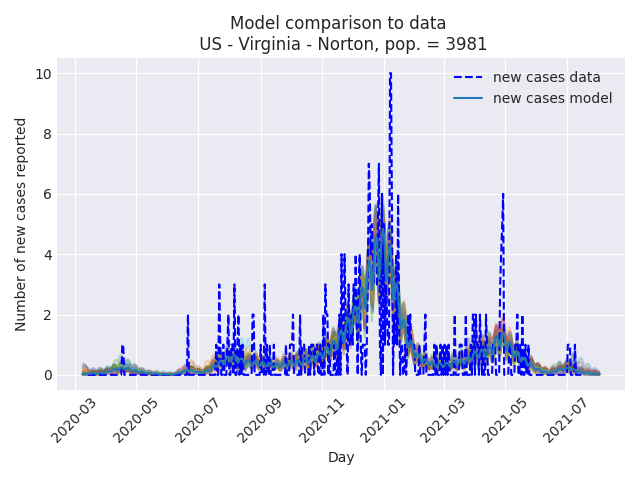 Model comparison to data
US - Virginia - Norton, pop. = 3981
new cases data
new cases model
Number of new cases reported
10
8
6
4
2
0
2020-03
2020-05
2020-07
2020-09
2020-11
2021-01
2021-03
2021-05
2021-07
Day